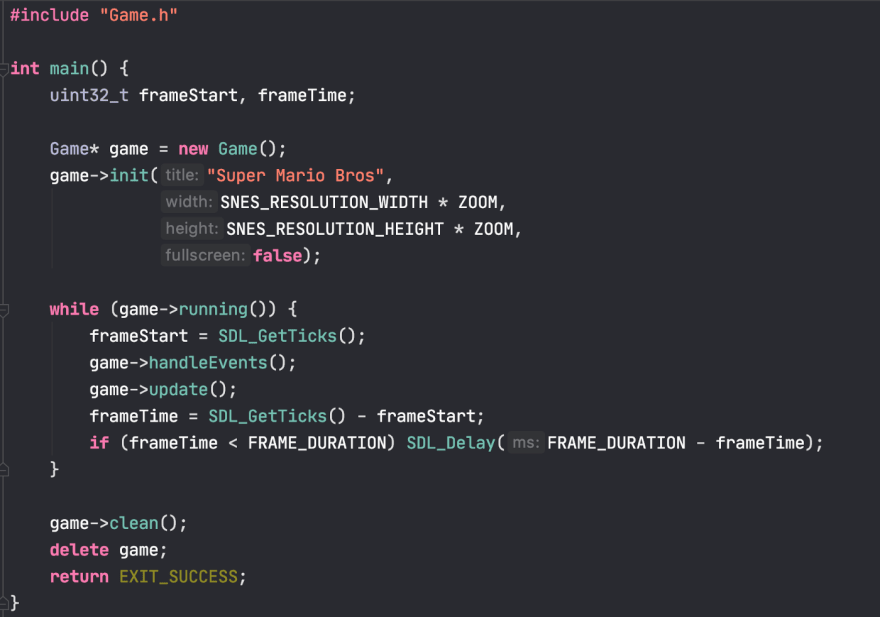 #include "Game.h"
int main() {
uint32_t frameStart, frameTime;
Game* game = new Game();
game->init( title: "Super Mario Bros",
width: SNES_RESOLUTION_WIDTH * ZOOM,
height: SNES_RESOLUTION_HEIGHT * ZOOM,
fullscreen: false);
while (game->running()) {
frameStart = SDL_GetTicks();
game->handleEvents();
game->update();
frameTime = SDL_GetTicks() - frameStart;
if (frameTime < FRAME_DURATION) SDL_Delay( ms: FRAME_DURATION - frameTime);
}
game->clean();
delete game;
return EXIT_SUCCESS;
}